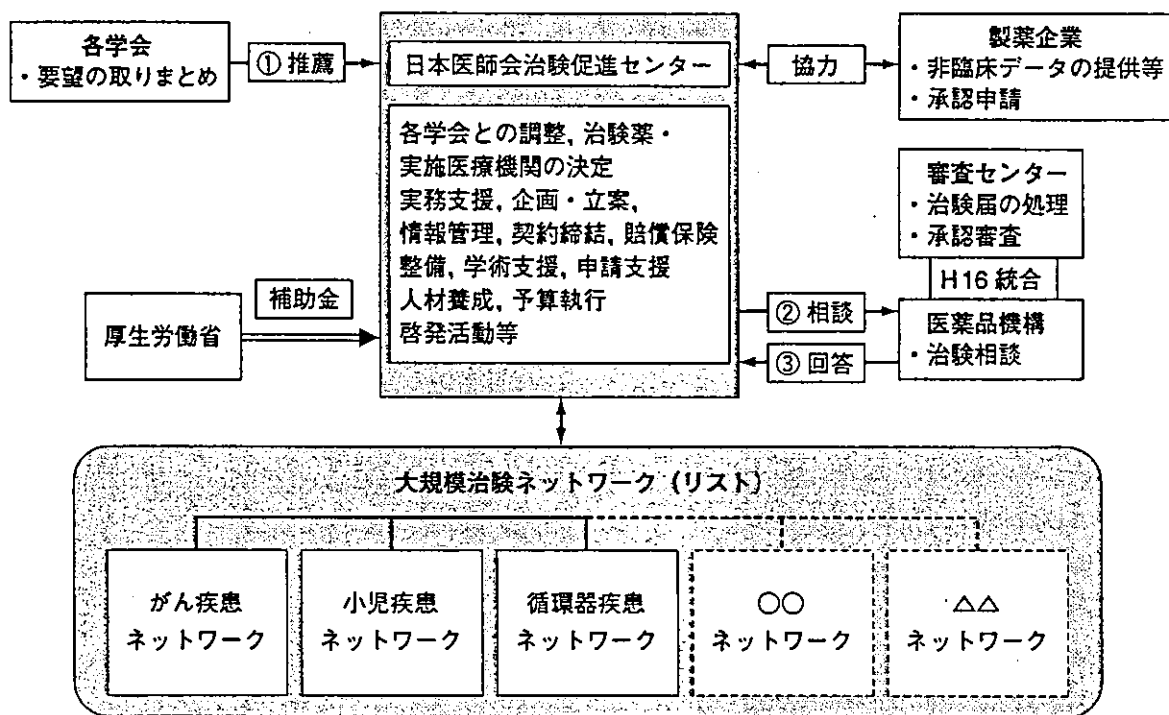 各学会
・要望の取りまとめ
① 推薦
日本医師会治験促進センター
協力
製薬企業
・非臨床データの提供等
・承認申請
各学会との調整, 治験薬・
実施医療機関の決定
実務支援, 企画・立案,
情報管理, 契約締結, 賠償保険
整備, 学術支援, 申請支援
人材養成, 予算執行
啓発活動等
審査センター
・治験届の処理
・承認審査
H16 統合
医薬品機構
・治験相談
厚生労働省
補助金
② 相談
③ 回答
大規模治験ネットワーク (リスト)
がん疾患
ネットワーク
小児疾患
ネットワーク
循環器疾患
ネットワーク
○○
ネットワーク
△△
ネットワーク